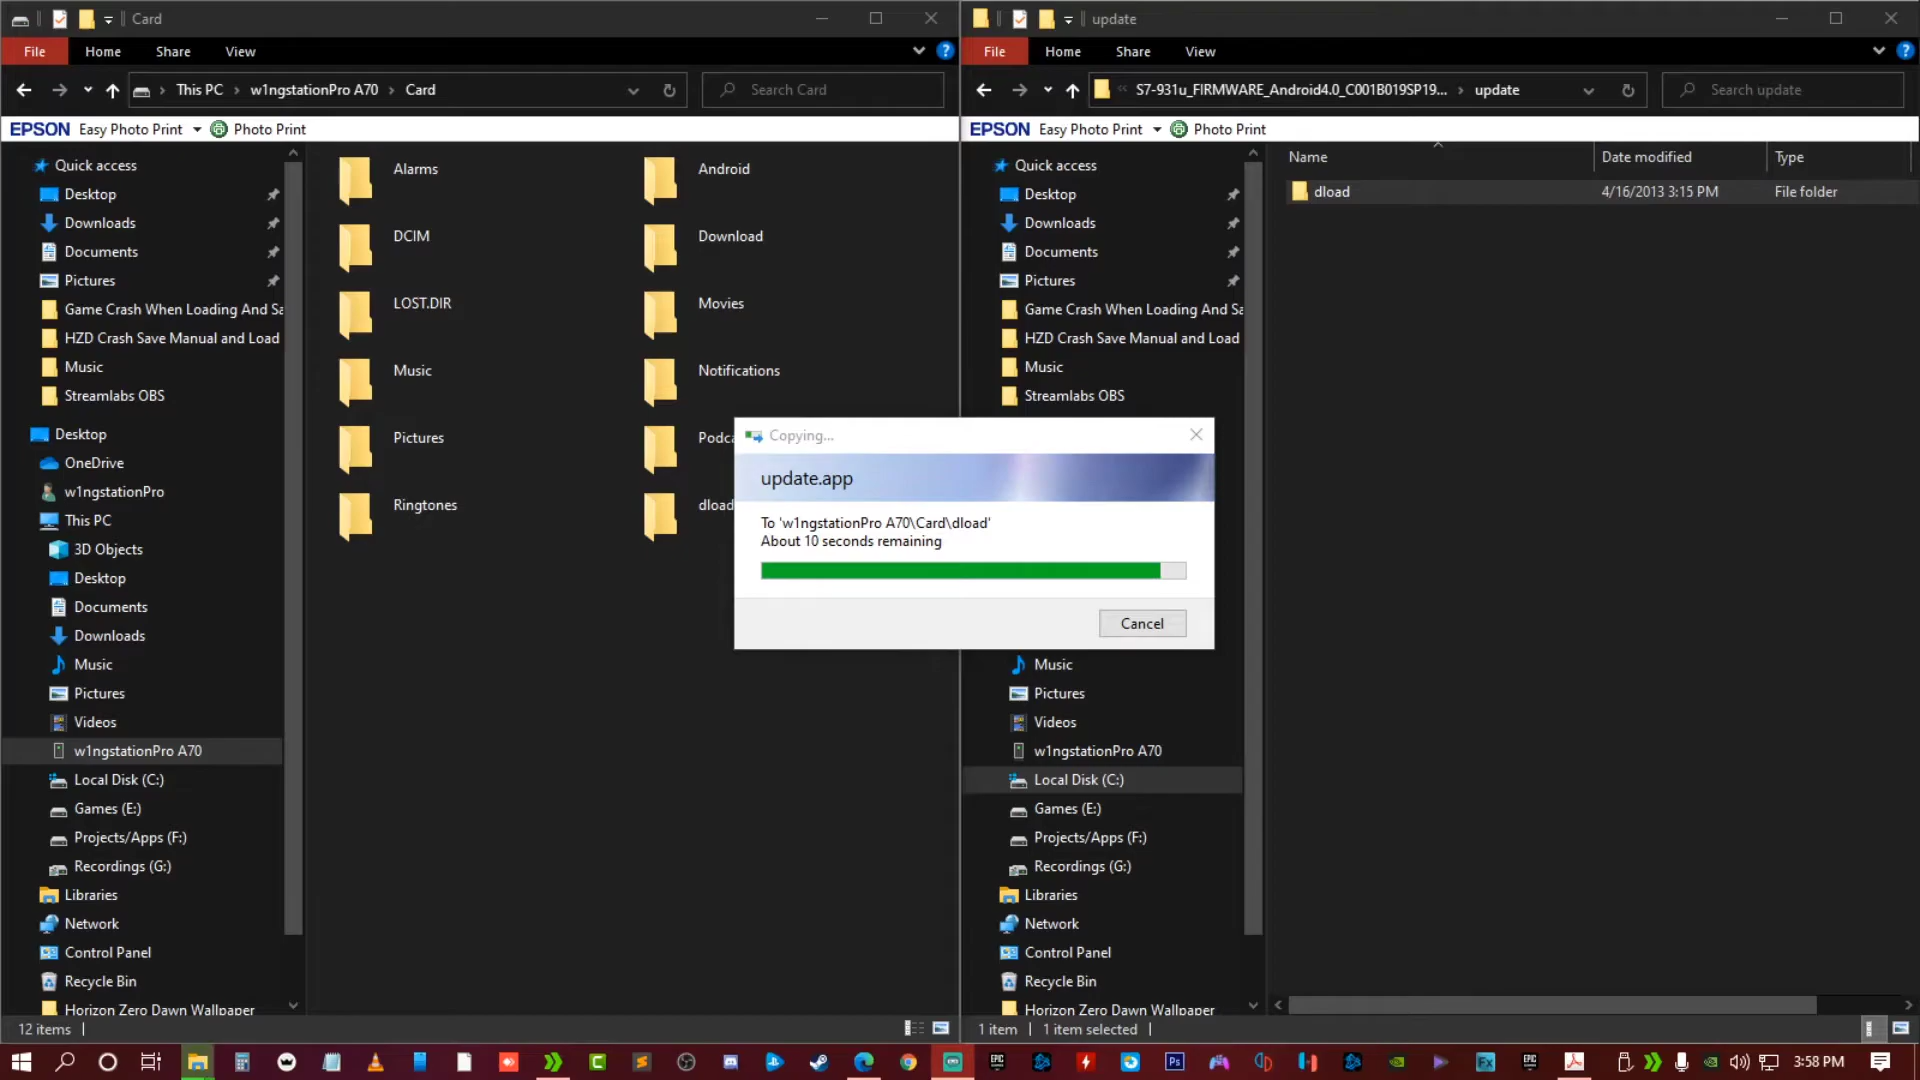 Card
File
Home
Share
View
This PC
w1ngstationPro A70
Card
Search Card
EPSON
Easy Photo Print
Photo Print
Quick access
Desktop
Downloads
Documents
Pictures
Game Crash When Loading And Sa
HZD Crash Save Manual and Load
Music
Streamlabs OBS
Desktop
OneDrive
w1ngstationPro
This PC
3D Objects
Desktop
Documents
Downloads
Music
Pictures
Videos
w1ngstationPro A70
Local Disk (C:)
Games (E:)
Projects/Apps (F:)
Recordings (G:)
Libraries
Network
Control Panel
Recycle Bin
Horizon Zero Dawn Wallpaper
Alarms
Android
DCIM
Download
LOST.DIR
Movies
Music
Notifications
Pictures
Podca
Ringtones
dload
12 items
update
File
Home
Share
View
S7-931u_FIRMWARE_Android4.0_C001B019SP19...
update
Search update
EPSON
Easy Photo Print
Photo Print
Quick access
Desktop
Downloads
Documents
Pictures
Game Crash When Loading And Sa
HZD Crash Save Manual and Load
Music
Streamlabs OBS
Music
Pictures
Videos
w1ngstationPro A70
Local Disk (C:)
Games (E:)
Projects/Apps (F:)
Recordings (G:)
Libraries
Network
Control Panel
Recycle Bin
Horizon Zero Dawn Wallpaper
Name
Date modified
Type
dload
4/16/2013 3:15 PM
File folder
1 item
1 item selected
Copying...
update.app
To 'w1ngstationPro A70\Card\dload'
About 10 seconds remaining
Cancel
3:58 PM